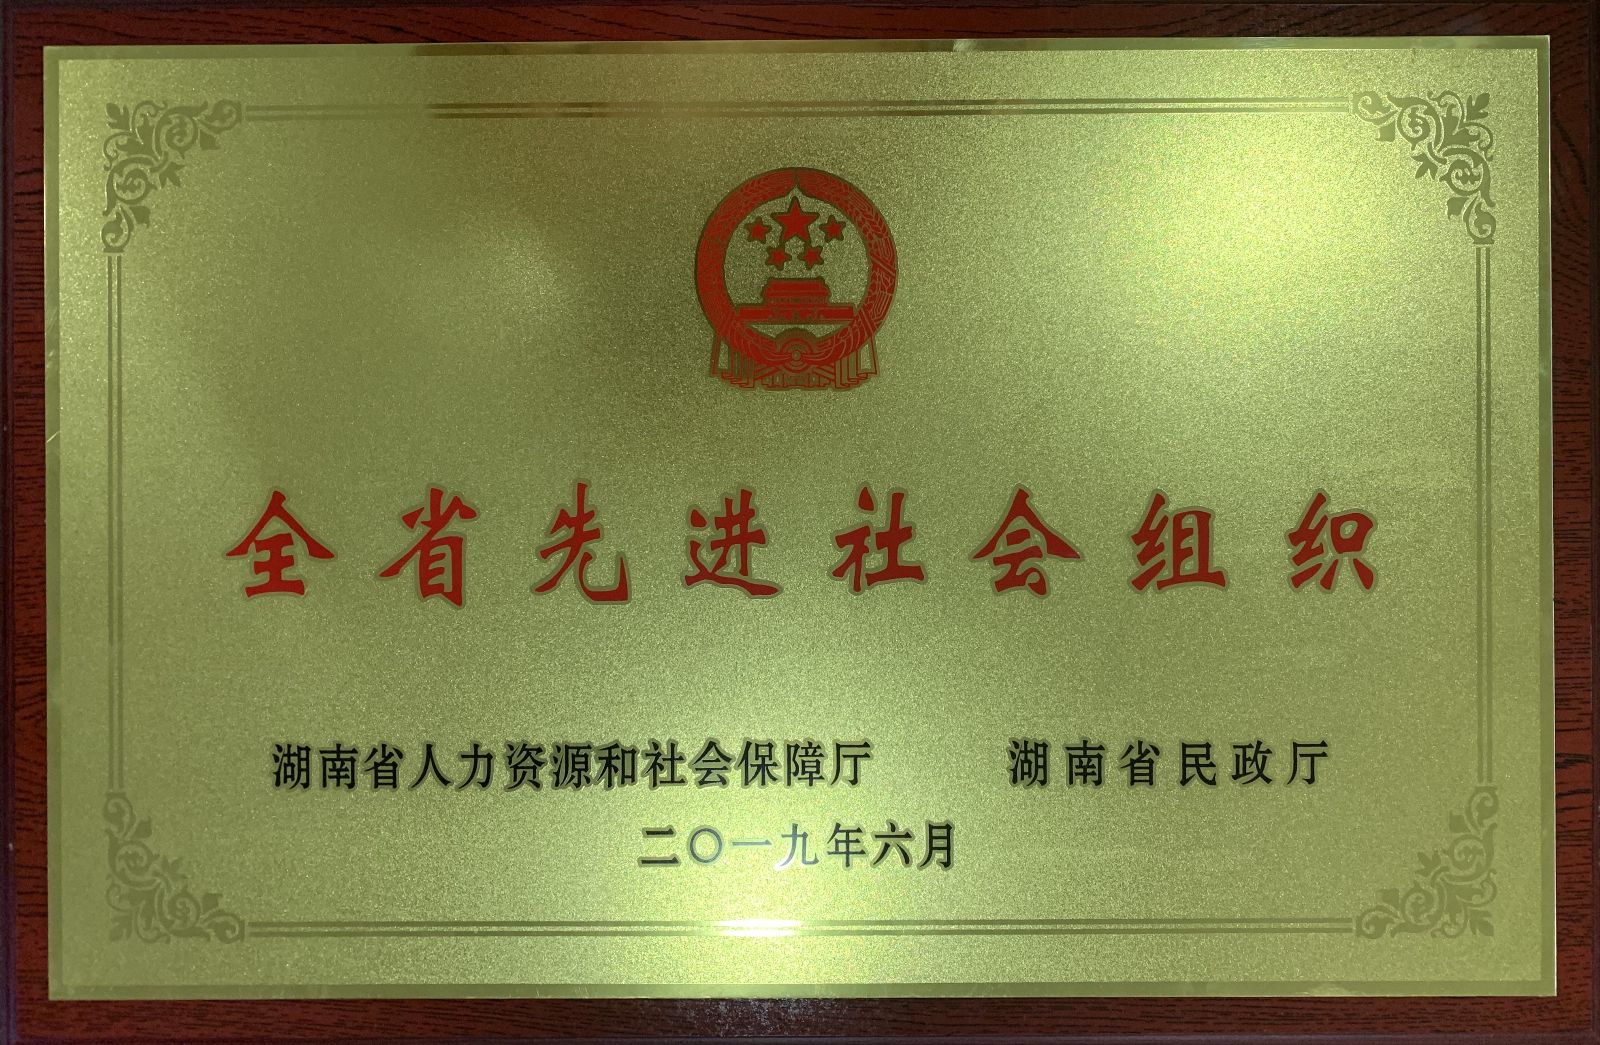 全省先进社会组织
湖南省人力资源和社会保障厅 湖南省民政厅
二〇一九年六月